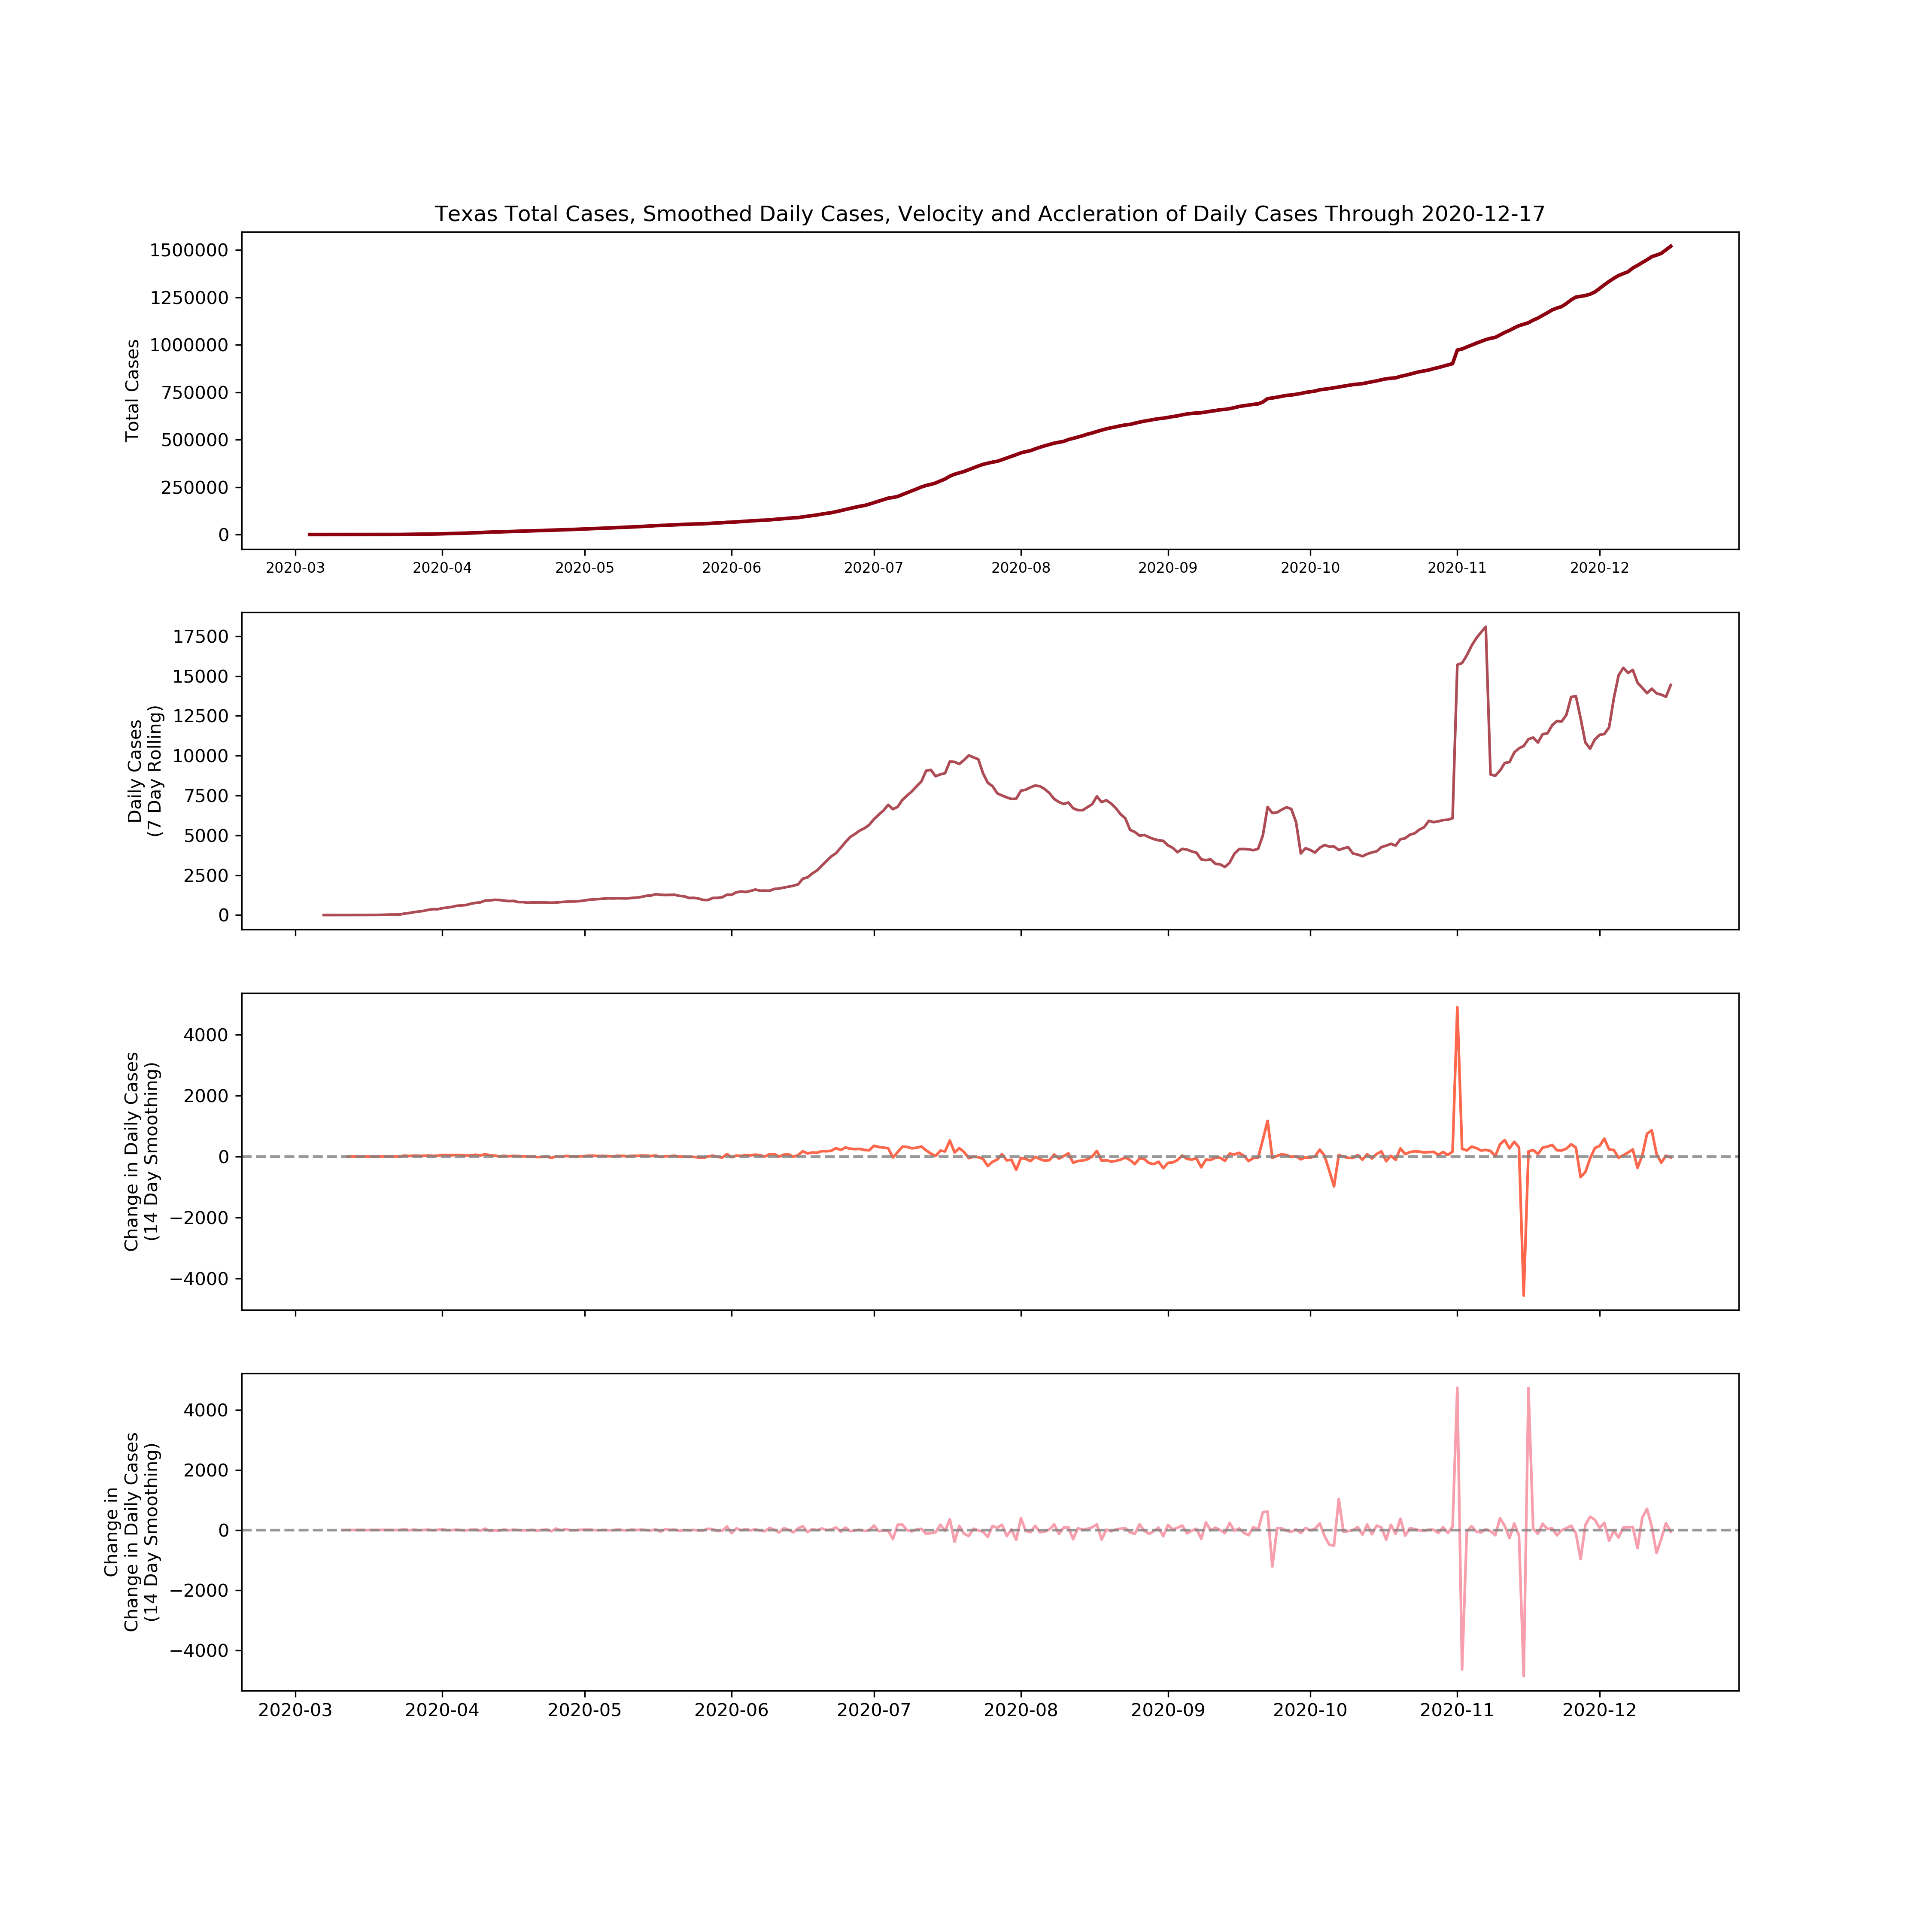 Texas Total Cases, Smoothed Daily Cases, Velocity and Accleration of Daily Cases Through 2020-12-17
Total Cases
1500000
1250000
1000000
750000
500000
250000
0
2020-03 2020-04 2020-05 2020-06 2020-07 2020-08 2020-09 2020-10 2020-11 2020-12
Daily Cases
(7 Day Rolling)
17500
15000
12500
10000
7500
5000
2500
0
Change in Daily Cases
(14 Day Smoothing)
4000
2000
0
−2000
−4000
Change in
Change in Daily Cases
(14 Day Smoothing)
4000
2000
0
−2000
−4000
2020-03 2020-04 2020-05 2020-06 2020-07 2020-08 2020-09 2020-10 2020-11 2020-12